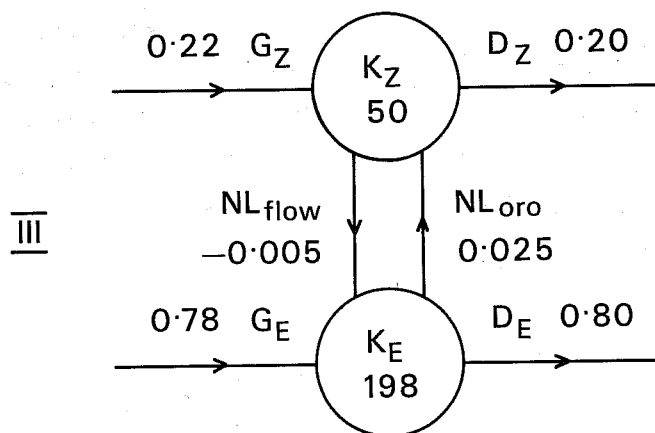 0·22 G_Z
K_Z
50
D_Z 0·20
III
NL_flow
−0·005
NL_oro
0·025
0·78 G_E
K_E
198
D_E 0·80